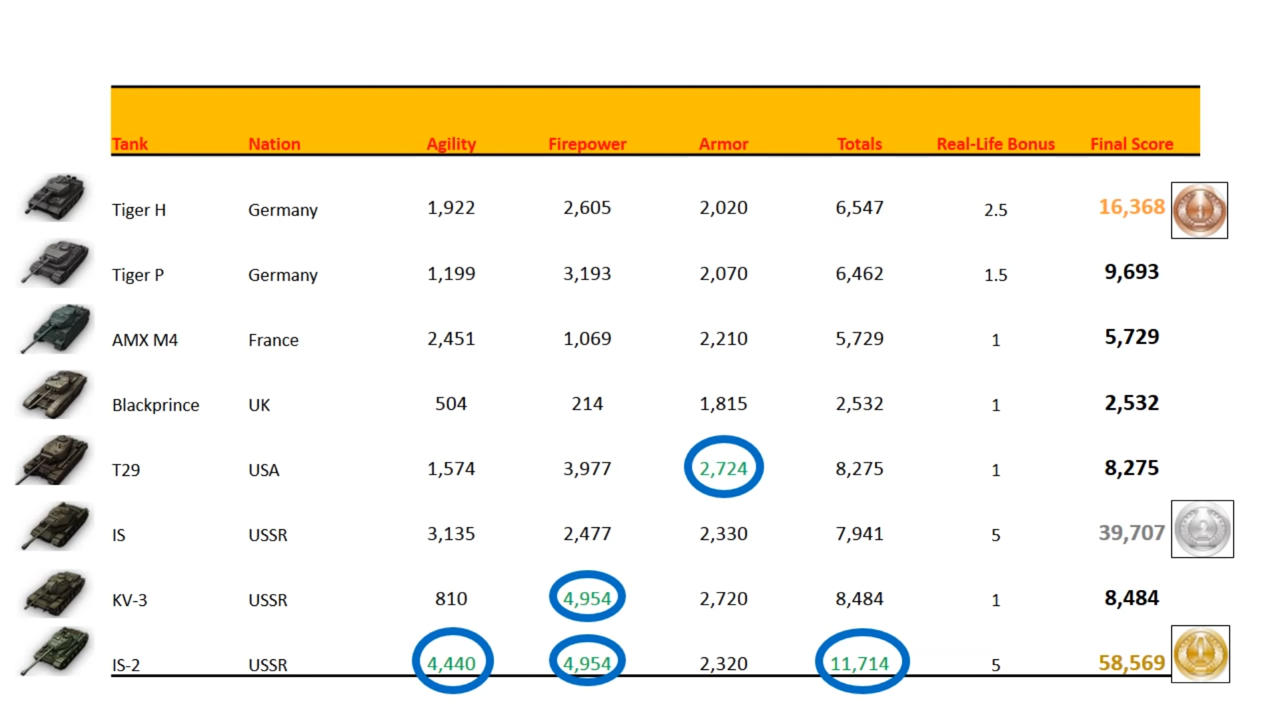 Tank Nation Agility Firepower Armor Totals Real-Life Bonus Final Score
Tiger H Germany 1,922 2,605 2,020 6,547 2.5 16,368
Tiger P Germany 1,199 3,193 2,070 6,462 1.5 9,693
AMX M4 France 2,451 1,069 2,210 5,729 1 5,729
Blackprince UK 504 214 1,815 2,532 1 2,532
T29 USA 1,574 3,977 2,724 8,275 1 8,275
IS USSR 3,135 2,477 2,330 7,941 5 39,707
KV-3 USSR 810 4,954 2,720 8,484 1 8,484
IS-2 USSR 4,440 4,954 2,320 11,714 5 58,569